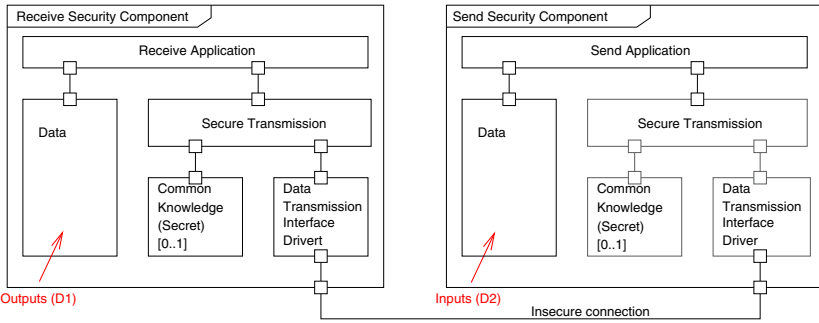 Receive Security Component
Receive Application
Data
Secure Transmission
Common
Knowledge
(Secret)
[0..1]
Data
Transmission
Interface
Drivert
Outputs (D1)
Send Security Component
Send Application
Data
Secure Transmission
Common
Knowledge
(Secret)
[0..1]
Data
Transmission
Interface
Driver
Inputs (D2)
Insecure connection